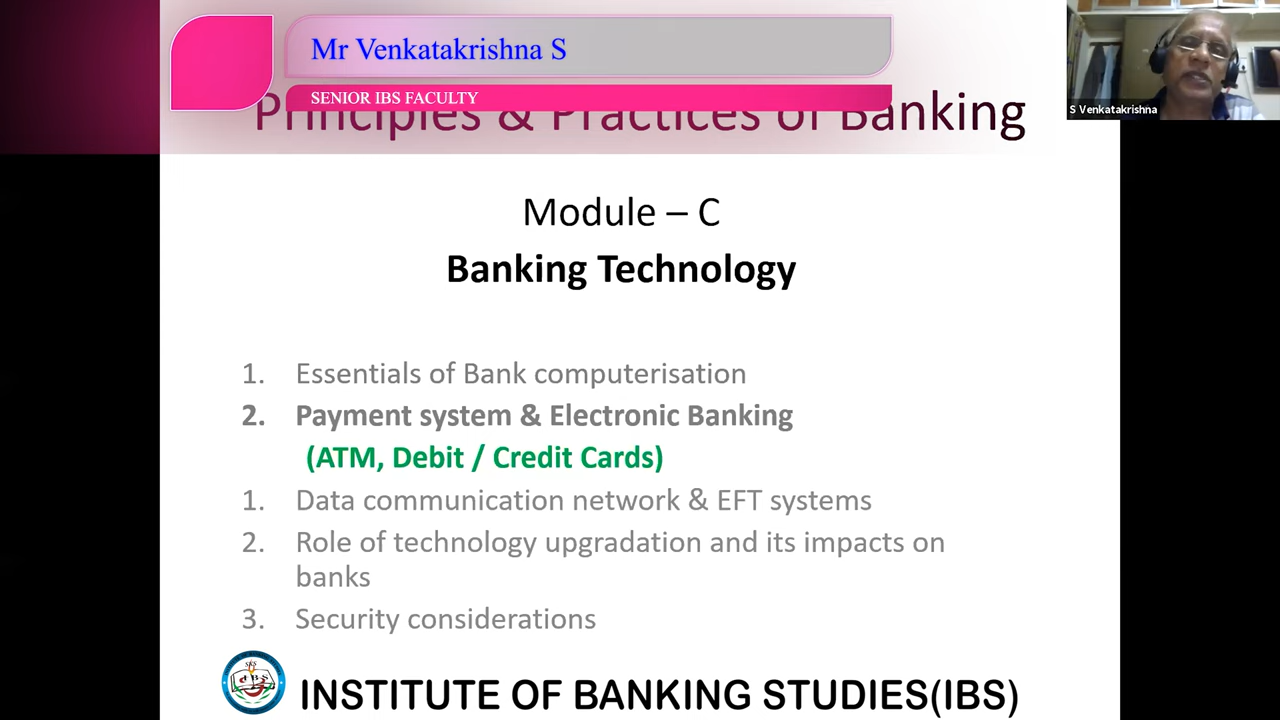 Mr Venkatakrishna S
SENIOR IBS FACULTY
Principles & Practices of Banking
S Venkatakrishna
Module – C
Banking Technology
1. Essentials of Bank computerisation
2. Payment system & Electronic Banking
(ATM, Debit / Credit Cards)
1. Data communication network & EFT systems
2. Role of technology upgradation and its impacts on
banks
3. Security considerations
INSTITUTE OF BANKING STUDIES(IBS)